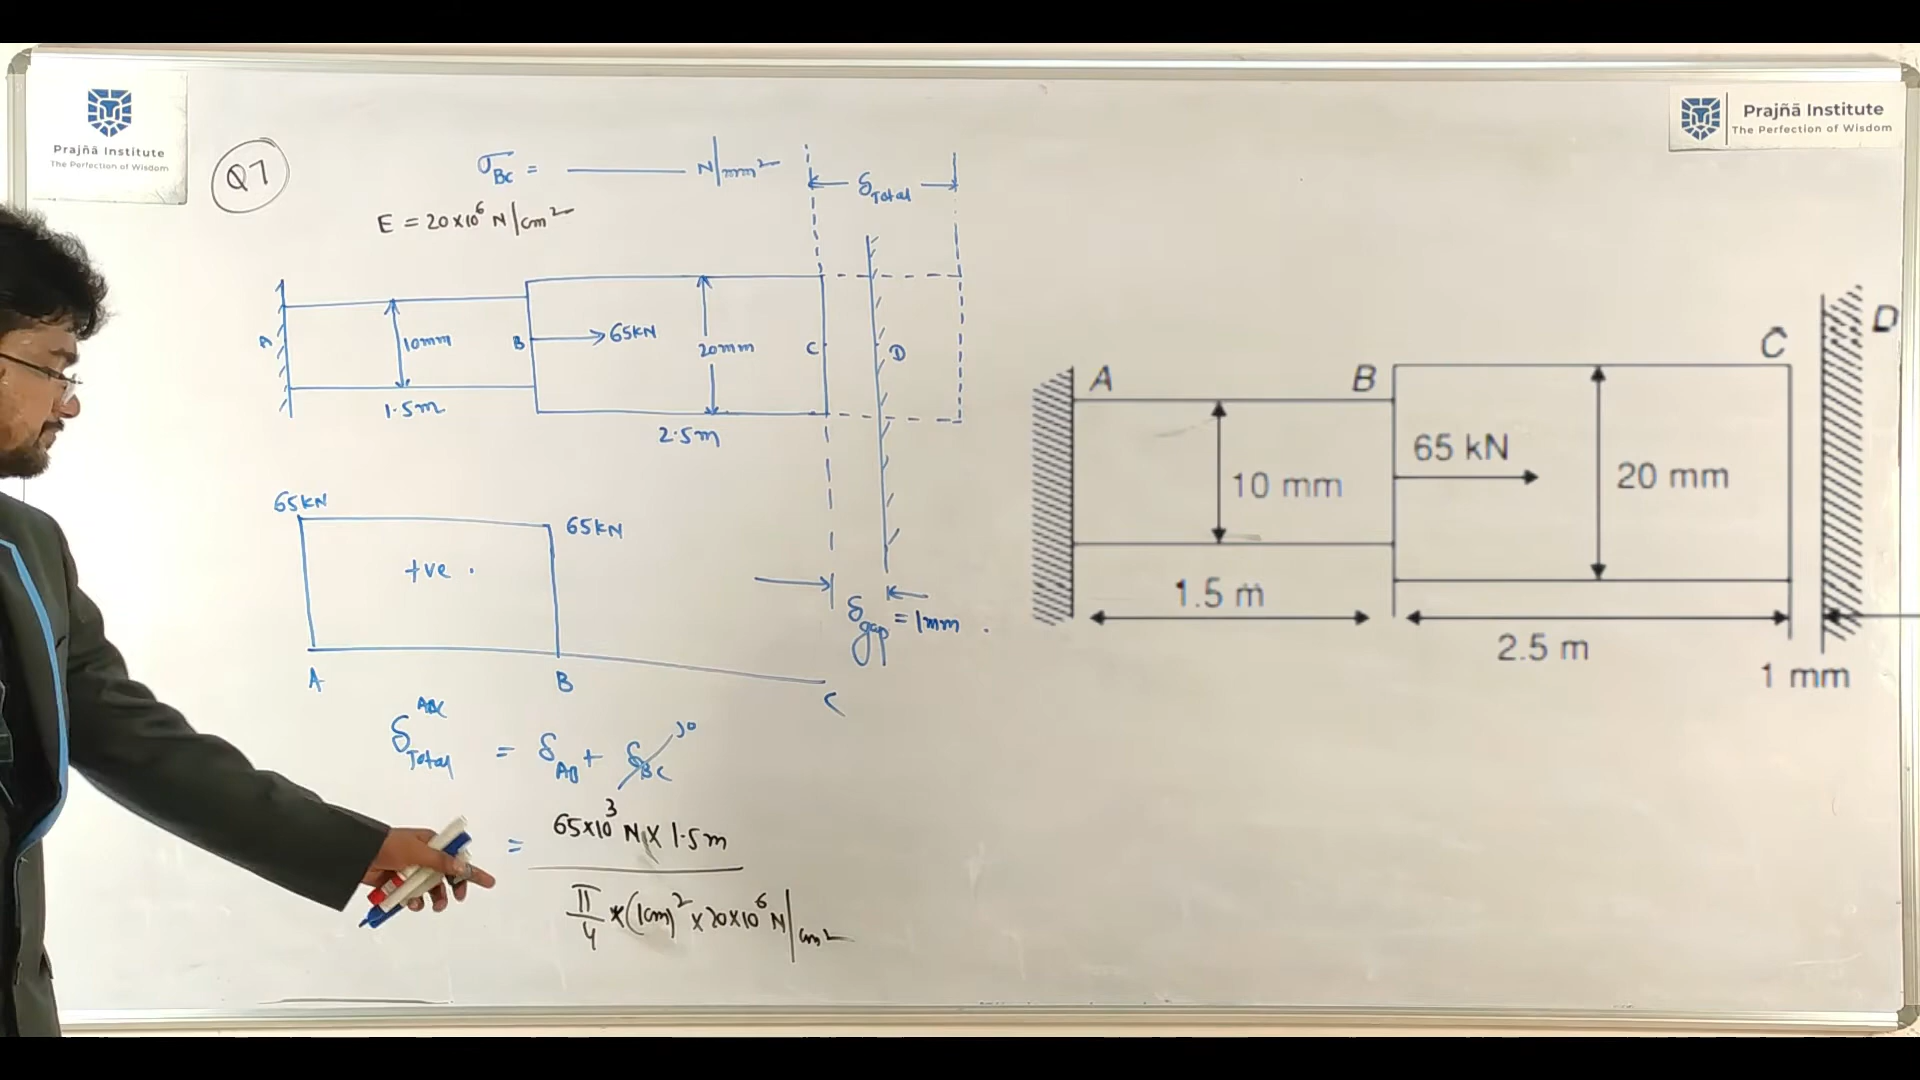 Prajñā Institute
The Perfection of Wisdom
Prajñā Institute
The Perfection of Wisdom
Q7
σBC = ——— N/mm²
δTotal
E = 20×10⁶ N/cm²
A
10mm
B
65KN
20mm
C
D
1.5m
2.5m
65KN
65KN
+ve
δgap = 1mm.
A
B
C
δTotal ABC = δAB + δBC 0
= 65×10³ N × 1.5m
π/4 × (1cm)² × 20×10⁶ N/cm²
D
C
A
B
65 kN
10 mm
20 mm
1.5 m
2.5 m
1 mm